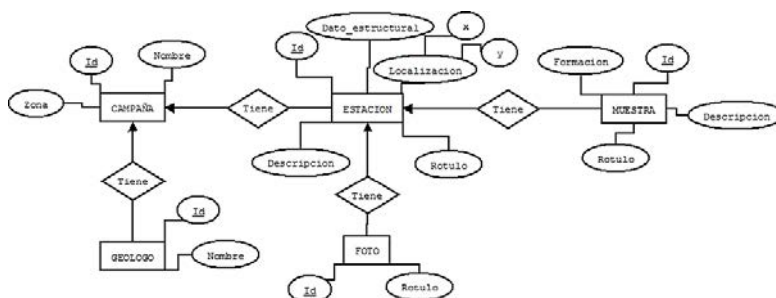 Dato_estructural
x
Id
Nombre
Id
y
Localizacion
Formacion
Id
Zona
CAMPAÑA
Tiene
ESTACION
Tiene
MUESTRA
Descripcion
Descripcion
Rotulo
Rotulo
Tiene
Tiene
Id
GEOLOGO
Nombre
FOTO
Id
Rotulo